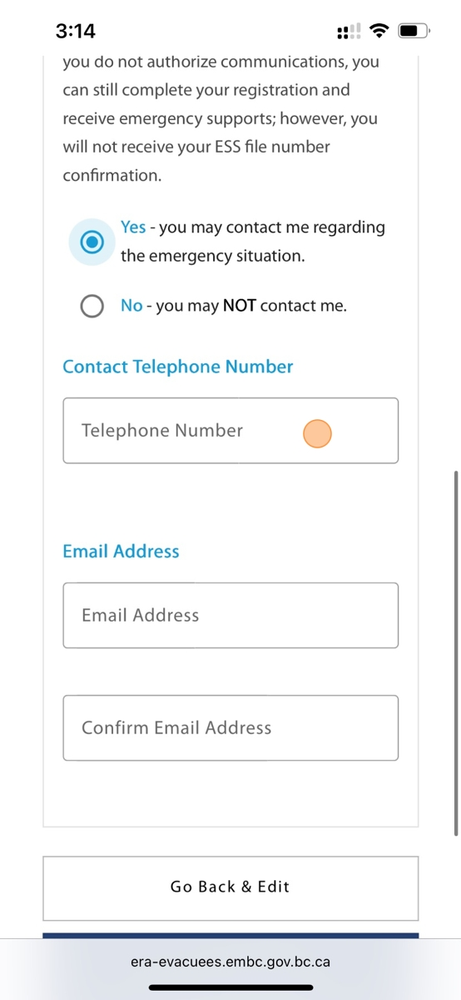 3:14
you do not authorize communications, you
can still complete your registration and
receive emergency supports; however, you
will not receive your ESS file number
confirmation.
Yes - you may contact me regarding
the emergency situation.
No - you may NOT contact me.
Contact Telephone Number
Telephone Number
Email Address
Email Address
Confirm Email Address
Go Back & Edit
era-evacuees.embc.gov.bc.ca